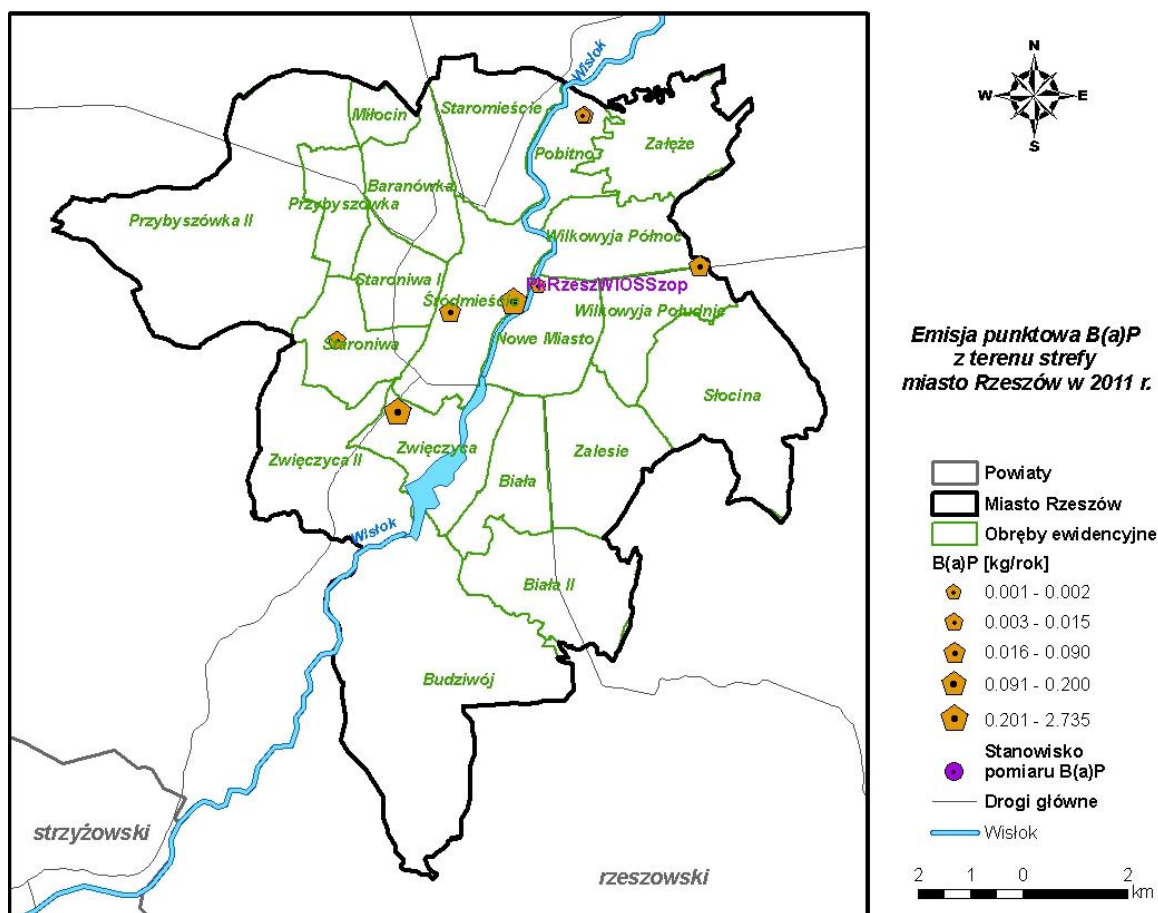 Wisłok
Staromieście
Miłocin
Pobitno
Załęże
Baranówka
Przybyszówka
Przybyszówka II
Wilkowyja Północ
Staroniwa I
PkRzeszWIOSSzop
Śródmieście
Wilkowyja Południe
Nowe Miasto
Staroniwa
Słocina
Zwięczyca
Zwięczyca II
Zalesie
Biała
Wisłok
Biała II
Budziwój
strzyżowski
rzeszowski
N
W E
S
Emisja punktowa B(a)P
z terenu strefy
miasto Rzeszów w 2011 r.
Powiaty
Miasto Rzeszów
Obręby ewidencyjne
B(a)P [kg/rok]
0.001 - 0.002
0.003 - 0.015
0.016 - 0.090
0.091 - 0.200
0.201 - 2.735
Stanowisko
pomiaru B(a)P
Drogi główne
Wisłok
2 1 0 2
km